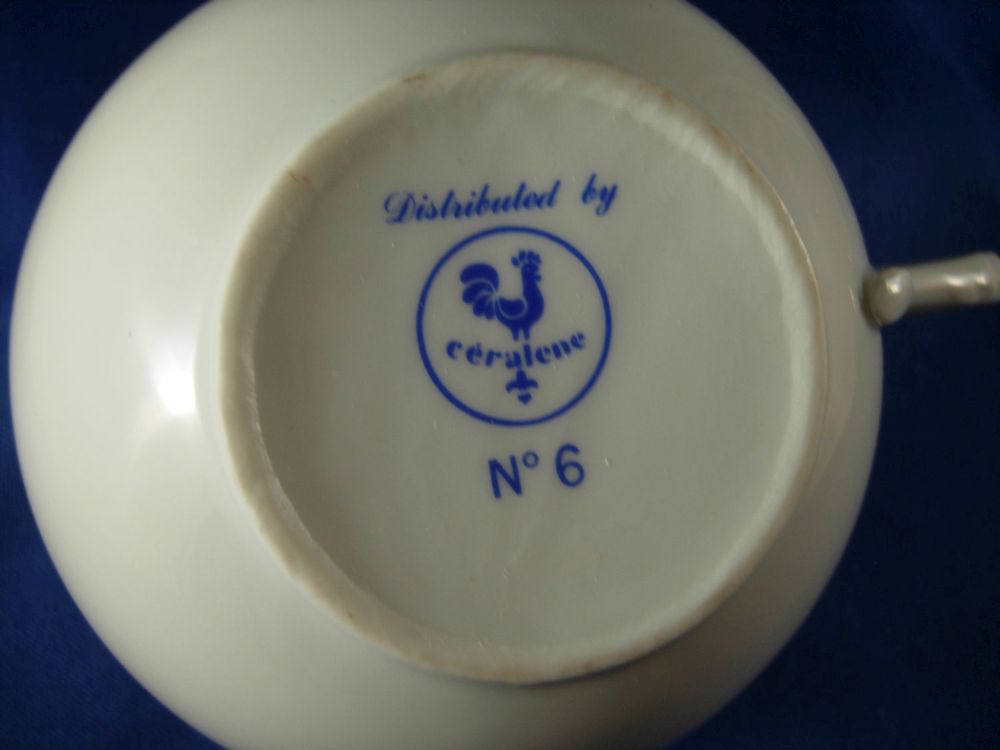 Distributed by
céralene
N° 6